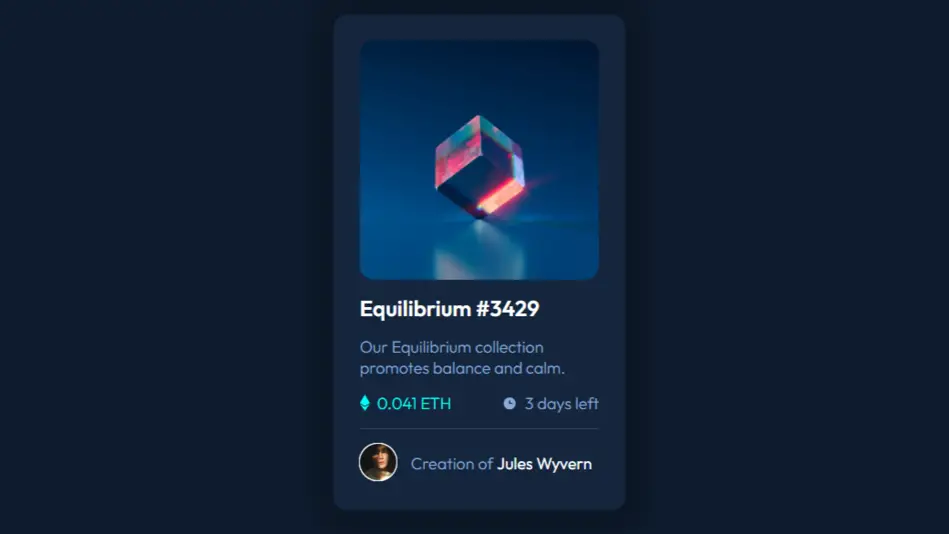 Equilibrium #3429
Our Equilibrium collection
promotes balance and calm.
0.041 ETH
3 days left
Creation of Jules Wyvern